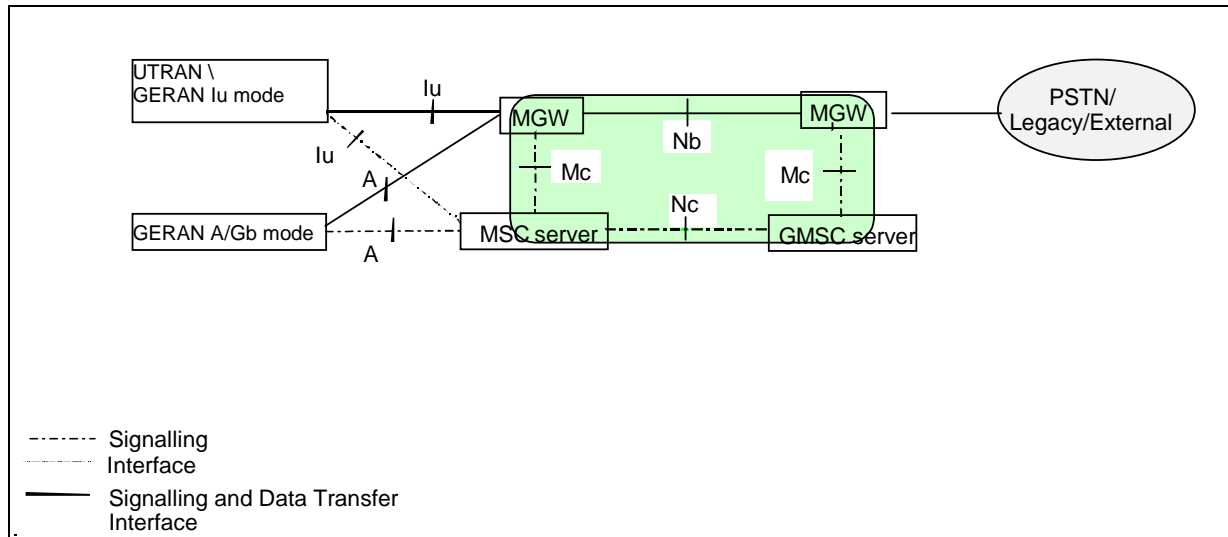 UTRAN \
GERAN Iu mode
Iu
MGW
MGW
PSTN/
Legacy/External
Iu
Nb
A
Mc
Mc
Nc
GERAN A/Gb mode
A
MSC server
GMSC server
Signalling
Interface
Signalling and Data Transfer
Interface